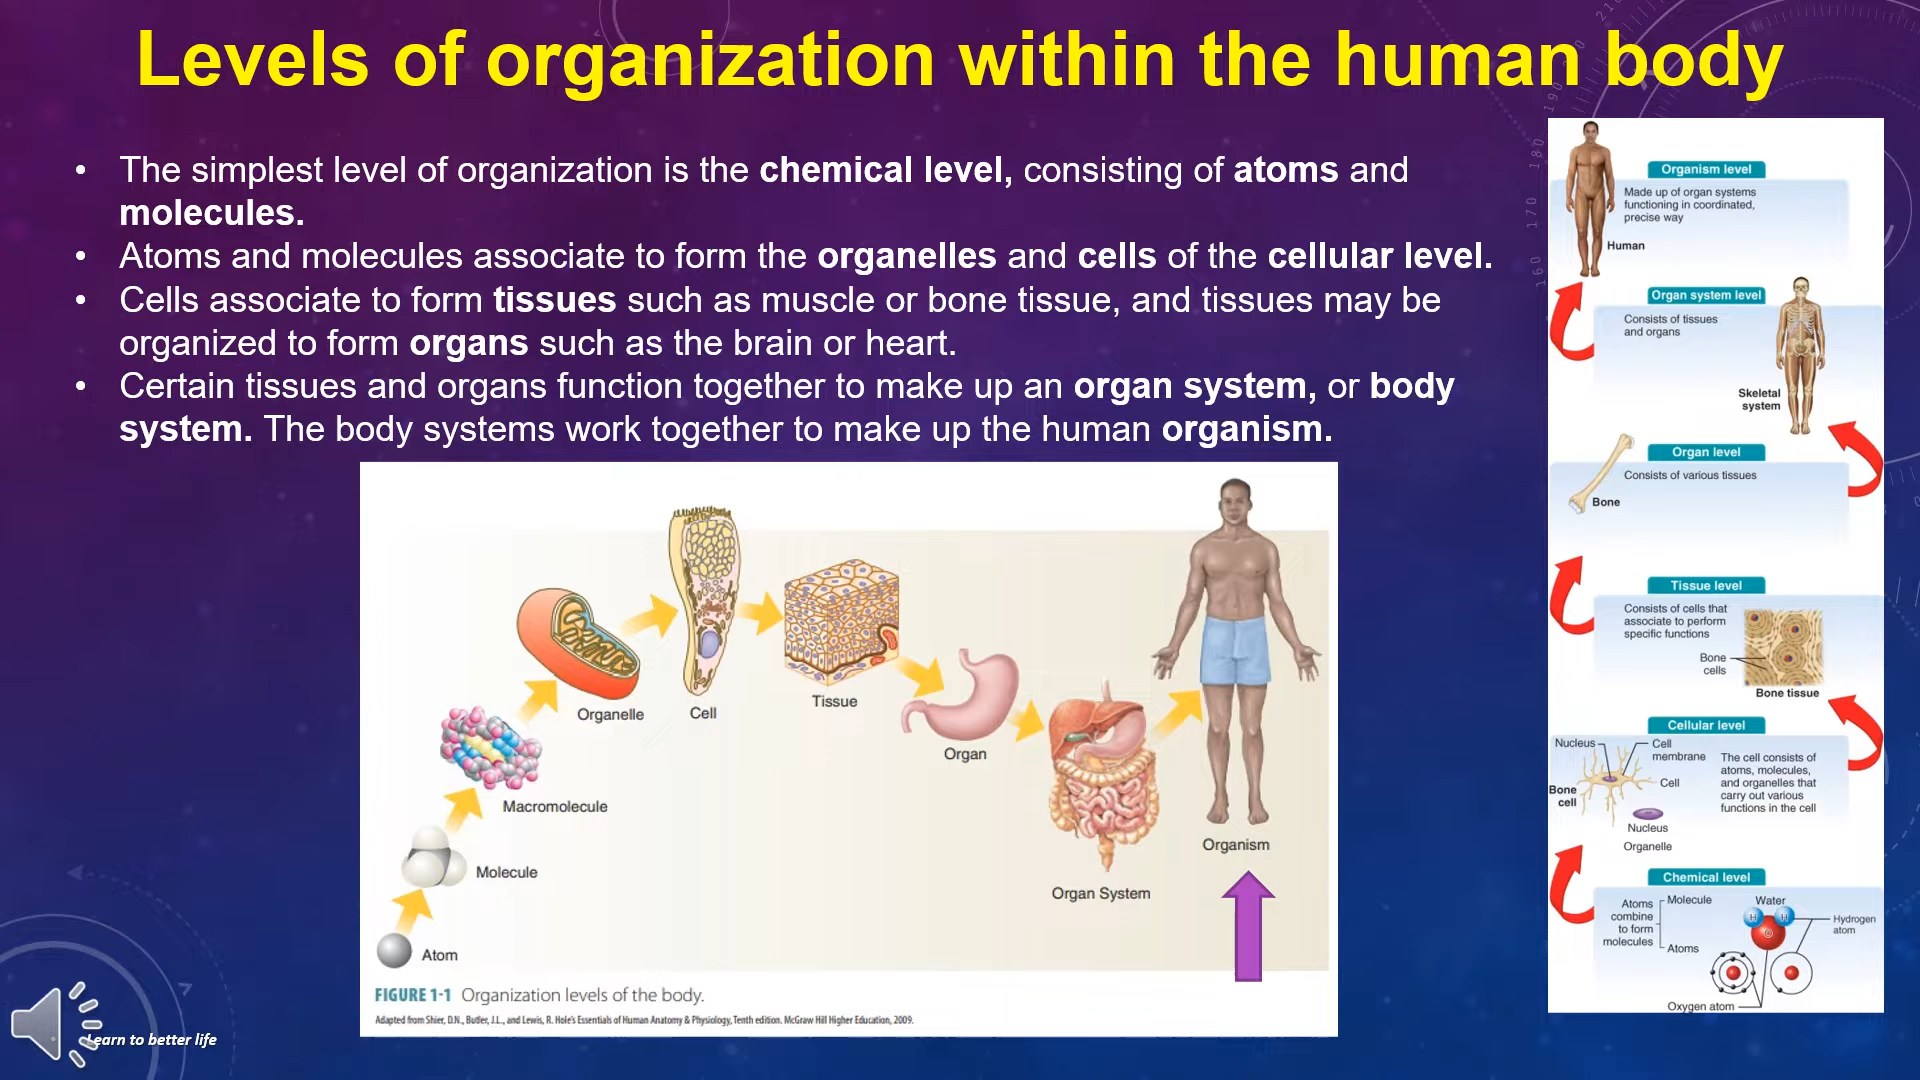 Levels of organization within the human body
• The simplest level of organization is the chemical level, consisting of atoms and
molecules.
• Atoms and molecules associate to form the organelles and cells of the cellular level.
• Cells associate to form tissues such as muscle or bone tissue, and tissues may be
organized to form organs such as the brain or heart.
• Certain tissues and organs function together to make up an organ system, or body
system. The body systems work together to make up the human organism.
Atom
Molecule
Macromolecule
Organelle
Cell
Tissue
Organ
Organ System
Organism
FIGURE 1-1 Organization levels of the body.
Adapted from Shier, D.N., Butler, J.L., and Lewis, R. Hole's Essentials of Human Anatomy & Physiology, Tenth edition. McGraw Hill Higher Education, 2009.
Organism level
Made up of organ systems
functioning in coordinated,
precise way
Human
Organ system level
Consists of tissues
and organs
Skeletal
system
Organ level
Consists of various tissues
Bone
Tissue level
Consists of cells that
associate to perform
specific functions
Bone
cells
Bone tissue
Cellular level
Nucleus
Cell
membrane
Cell
Bone
cell
Nucleus
Organelle
The cell consists of
atoms, molecules,
and organelles that
carry out various
functions in the cell
Chemical level
Atoms
combine
to form
molecules
Molecule
Atoms
Water
H
H
O
Hydrogen
atom
Oxygen atom
Learn to better life
210
190
180
170
160